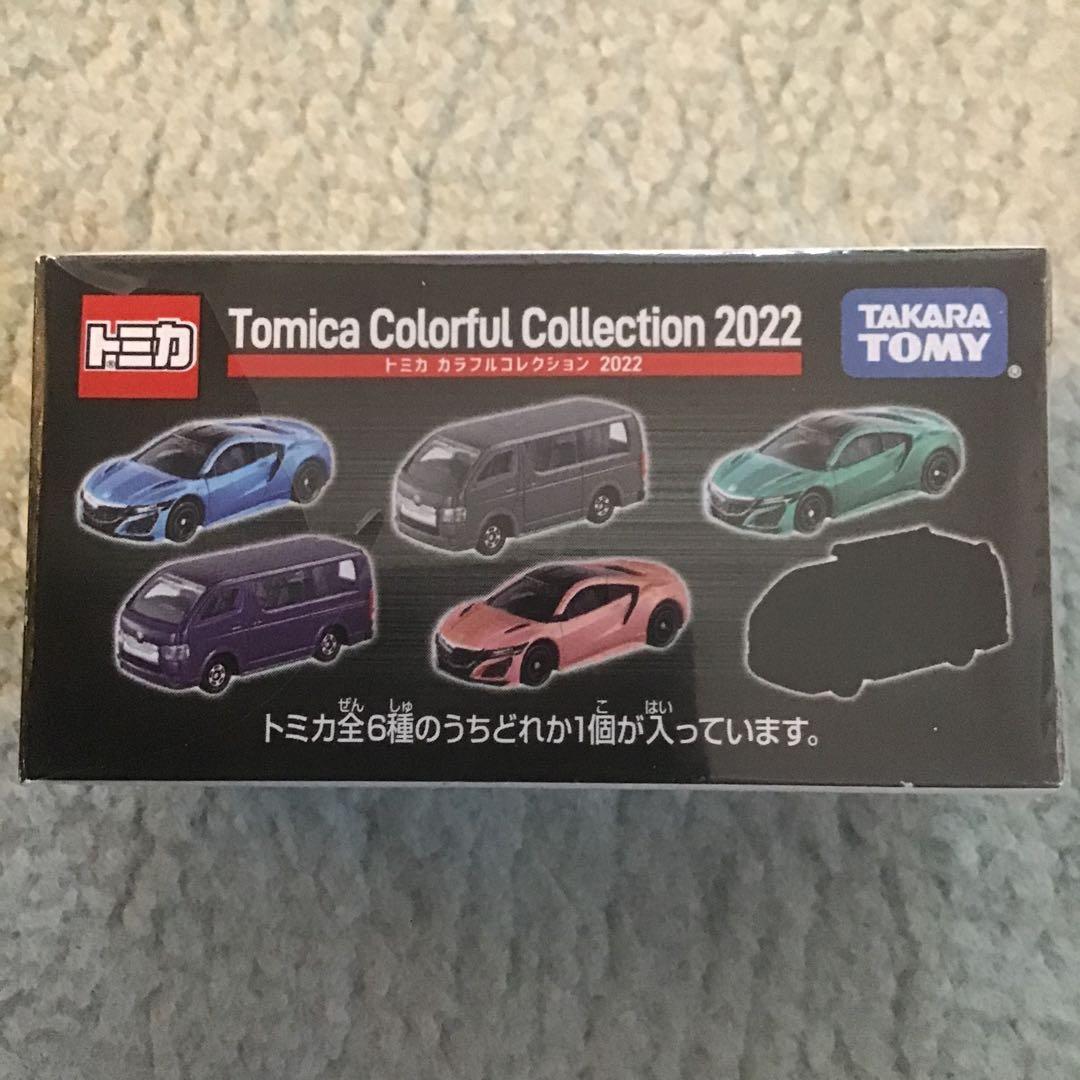 トミカ®
Tomica Colorful Collection 2022
トミカ カラフルコレクション 2022
TAKARA
TOMY®
ぜん しゅ こ はい
トミカ全6種のうちどれか1個が入っています。